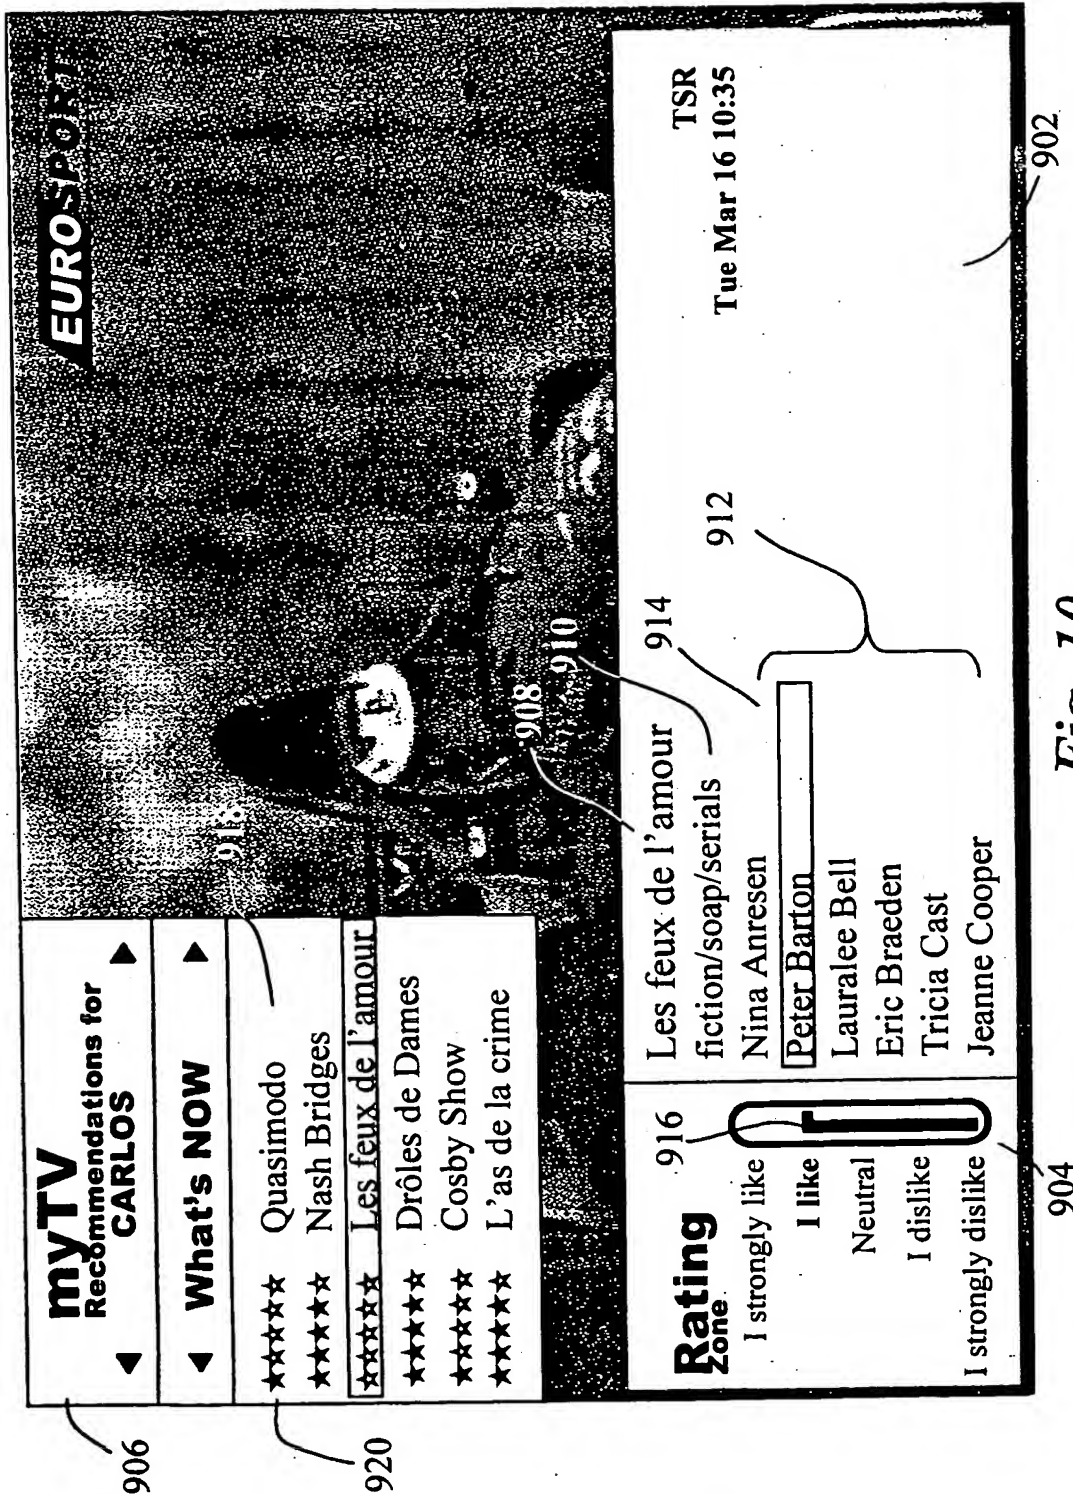 EUROSPORT
myTV
Recommendations for
CARLOS
What's NOW
☆☆☆☆☆ Quasimodo
★★★★★ Nash Bridges
☆☆☆☆☆ Les feux de l'amour
★★★★★ Drôles de Dames
★☆★☆★ Cosby Show
★★★★★ L'as de la crime
906
920
918
908
910
Rating
Zone
I strongly like
I like
Neutral
I dislike
I strongly dislike
916
904
Les feux de l'amour
fiction/soap/serials
Nina Anresen
Peter Barton
Lauralee Bell
Eric Braeden
Tricia Cast
Jeanne Cooper
914
912
TSR
Tue Mar 16 10:35
902
Fig. 10